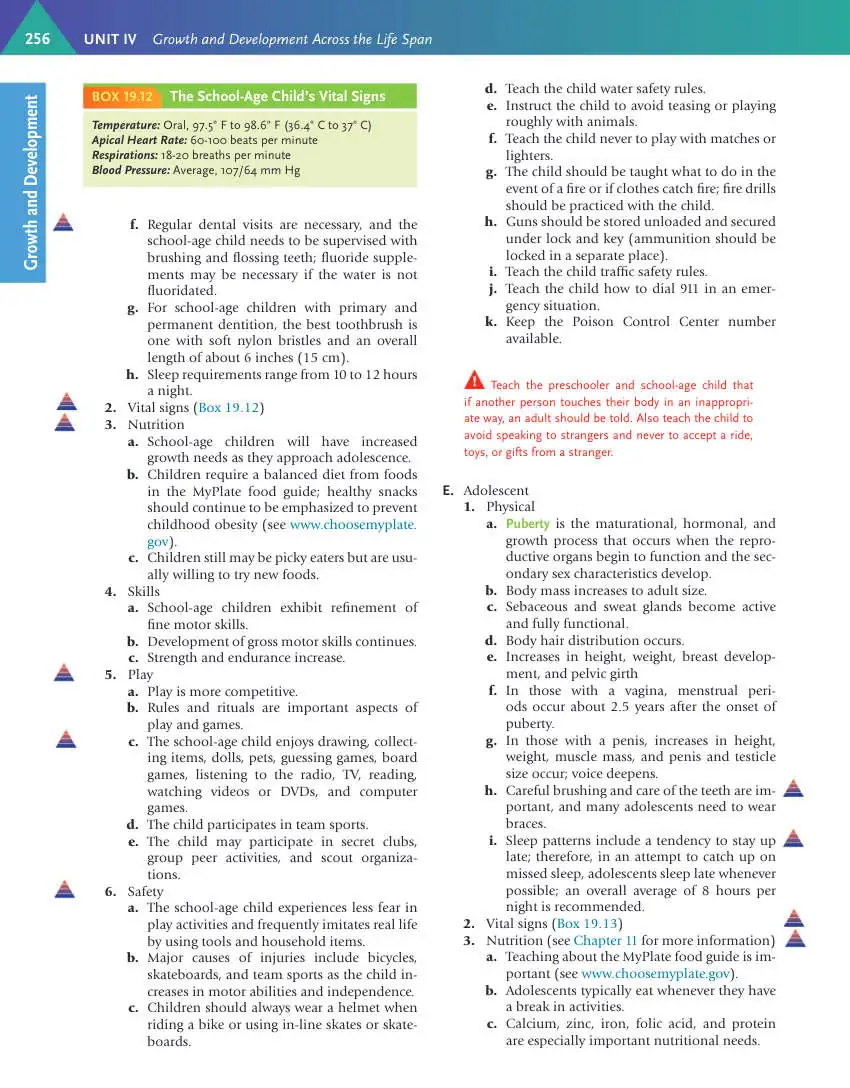 256
UNIT IV Growth and Development Across the Life Span
Growth and Development
BOX 19.12 The School-Age Child's Vital Signs
Temperature: Oral, 97.5° F to 98.6° F (36.4° C to 37° C)
Apical Heart Rate: 60-100 beats per minute
Respirations: 18-20 breaths per minute
Blood Pressure: Average, 107/64 mm Hg
f. Regular dental visits are necessary, and the
school-age child needs to be supervised with
brushing and flossing teeth; fluoride supple-
ments may be necessary if the water is not
fluoridated.
g. For school-age children with primary and
permanent dentition, the best toothbrush is
one with soft nylon bristles and an overall
length of about 6 inches (15 cm).
h. Sleep requirements range from 10 to 12 hours
a night.
2. Vital signs (Box 19.12)
3. Nutrition
a. School-age children will have increased
growth needs as they approach adolescence.
b. Children require a balanced diet from foods
in the MyPlate food guide; healthy snacks
should continue to be emphasized to prevent
childhood obesity (see www.choosemyplate.
gov).
c. Children still may be picky eaters but are usu-
ally willing to try new foods.
4. Skills
a. School-age children exhibit refinement of
fine motor skills.
b. Development of gross motor skills continues.
c. Strength and endurance increase.
5. Play
a. Play is more competitive.
b. Rules and rituals are important aspects of
play and games.
c. The school-age child enjoys drawing, collect-
ing items, dolls, pets, guessing games, board
games, listening to the radio, TV, reading,
watching videos or DVDs, and computer
games.
d. The child participates in team sports.
e. The child may participate in secret clubs,
group peer activities, and scout organiza-
tions.
6. Safety
a. The school-age child experiences less fear in
play activities and frequently imitates real life
by using tools and household items.
b. Major causes of injuries include bicycles,
skateboards, and team sports as the child in-
creases in motor abilities and independence.
c. Children should always wear a helmet when
riding a bike or using in-line skates or skate-
boards.
d. Teach the child water safety rules.
e. Instruct the child to avoid teasing or playing
roughly with animals.
f. Teach the child never to play with matches or
lighters.
g. The child should be taught what to do in the
event of a fire or if clothes catch fire; fire drills
should be practiced with the child.
h. Guns should be stored unloaded and secured
under lock and key (ammunition should be
locked in a separate place).
i. Teach the child traffic safety rules.
j. Teach the child how to dial 911 in an emer-
gency situation.
k. Keep the Poison Control Center number
available.
Teach the preschooler and school-age child that
if another person touches their body in an inappropri-
ate way, an adult should be told. Also teach the child to
avoid speaking to strangers and never to accept a ride,
toys, or gifts from a stranger.
E. Adolescent
1. Physical
a. Puberty is the maturational, hormonal, and
growth process that occurs when the repro-
ductive organs begin to function and the sec-
ondary sex characteristics develop.
b. Body mass increases to adult size.
c. Sebaceous and sweat glands become active
and fully functional.
d. Body hair distribution occurs.
e. Increases in height, weight, breast develop-
ment, and pelvic girth
f. In those with a vagina, menstrual peri-
ods occur about 2.5 years after the onset of
puberty.
g. In those with a penis, increases in height,
weight, muscle mass, and penis and testicle
size occur; voice deepens.
h. Careful brushing and care of the teeth are im-
portant, and many adolescents need to wear
braces.
i. Sleep patterns include a tendency to stay up
late; therefore, in an attempt to catch up on
missed sleep, adolescents sleep late whenever
possible; an overall average of 8 hours per
night is recommended.
2. Vital signs (Box 19.13)
3. Nutrition (see Chapter 11 for more information)
a. Teaching about the MyPlate food guide is im-
portant (see www.choosemyplate.gov).
b. Adolescents typically eat whenever they have
a break in activities.
c. Calcium, zinc, iron, folic acid, and protein
are especially important nutritional needs.